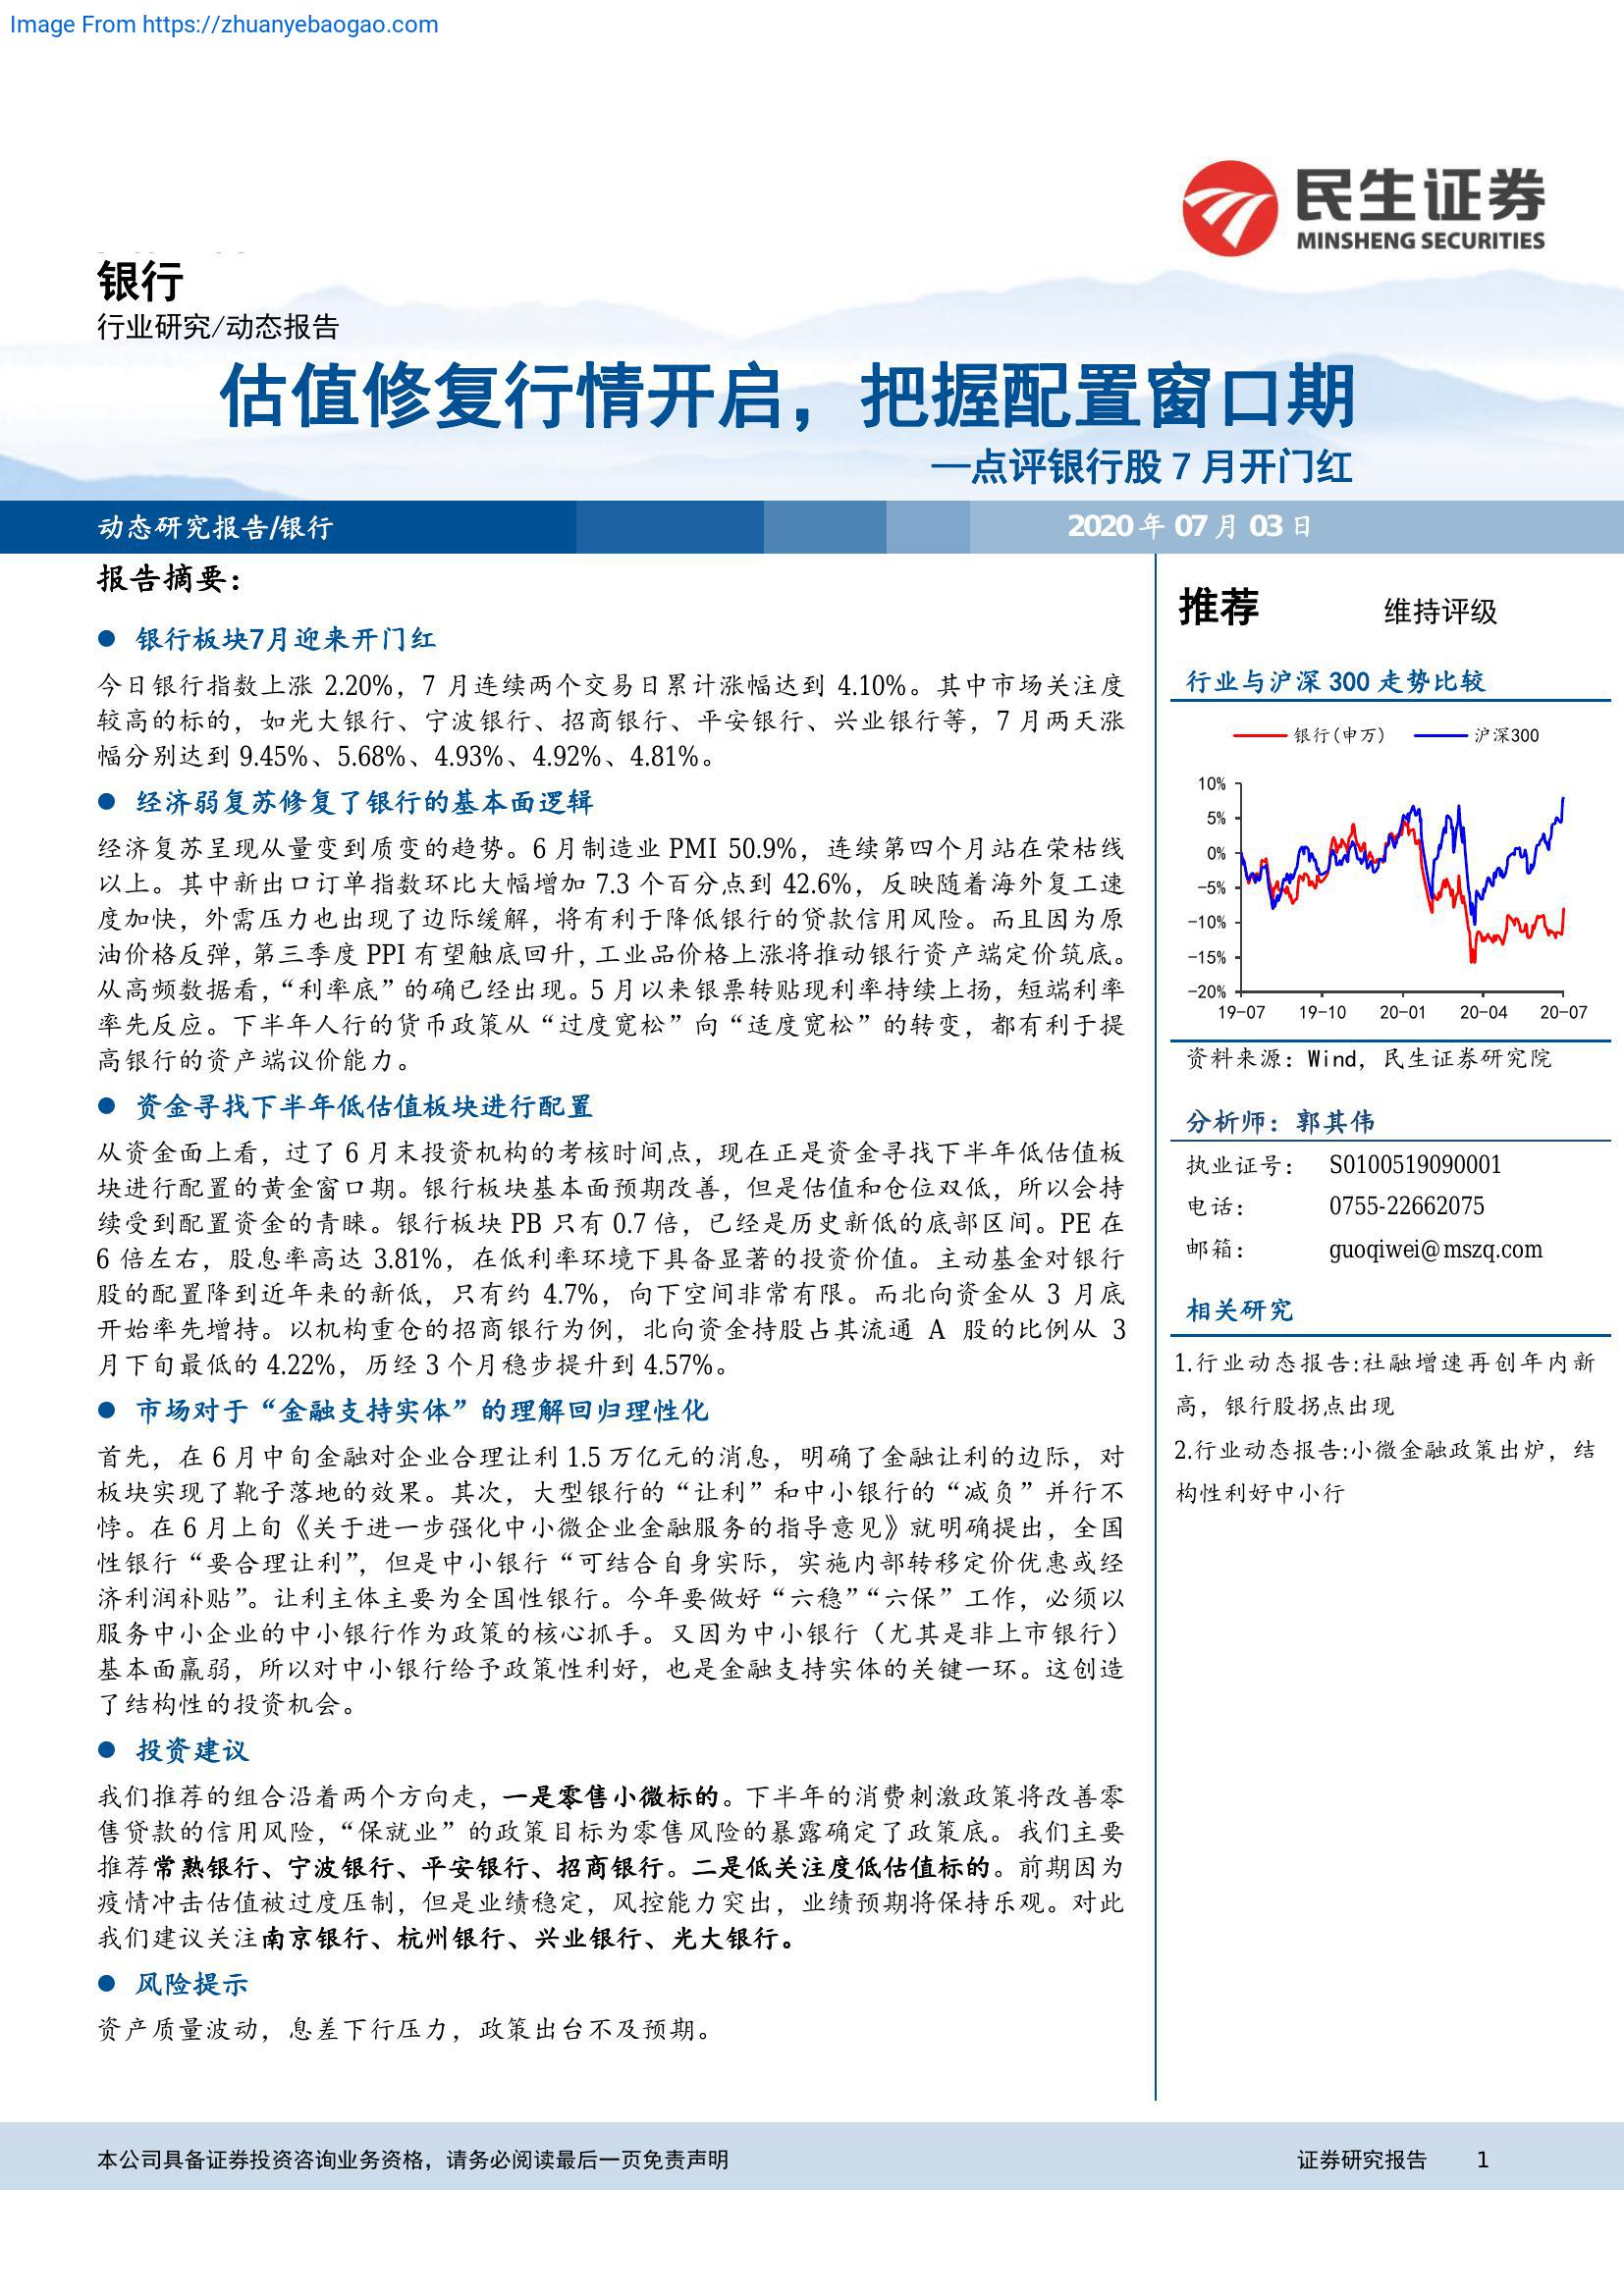 Image From https://zhuanyebaogao.com
民生证券
MINSHENG SECURITIES
银行
行业研究/动态报告
估值修复行情开启，把握配置窗口期
—点评银行股 7 月开门红
动态研究报告/银行
2020 年 07 月 03 日
报告摘要：
● 银行板块7月迎来开门红
今日银行指数上涨 2.20%，7 月连续两个交易日累计涨幅达到 4.10%。其中市场关注度
较高的标的，如光大银行、宁波银行、招商银行、平安银行、兴业银行等，7 月两天涨
幅分别达到 9.45%、5.68%、4.93%、4.92%、4.81%。
● 经济弱复苏修复了银行的基本面逻辑
经济复苏呈现从量变到质变的趋势。6 月制造业 PMI 50.9%，连续第四个月站在荣枯线
以上。其中新出口订单指数环比大幅增加 7.3 个百分点到 42.6%，反映随着海外复工速
度加快，外需压力也出现了边际缓解，将有利于降低银行的贷款信用风险。而且因为原
油价格反弹，第三季度 PPI 有望触底回升，工业品价格上涨将推动银行资产端定价筑底。
从高频数据看，“利率底”的确已经出现。5 月以来银票转贴现利率持续上扬，短端利率
率先反应。下半年人行的货币政策从“过度宽松”向“适度宽松”的转变，都有利于提
高银行的资产端议价能力。
● 资金寻找下半年低估值板块进行配置
从资金面上看，过了 6 月末投资机构的考核时间点，现在正是资金寻找下半年低估值板
块进行配置的黄金窗口期。银行板块基本面预期改善，但是估值和仓位双低，所以会持
续受到配置资金的青睐。银行板块 PB 只有 0.7 倍，已经是历史新低的底部区间。PE 在
6 倍左右，股息率高达 3.81%，在低利率环境下具备显著的投资价值。主动基金对银行
股的配置降到近年来的新低，只有约 4.7%，向下空间非常有限。而北向资金从 3 月底
开始率先增持。以机构重仓的招商银行为例，北向资金持股占其流通 A 股的比例从 3
月下旬最低的 4.22%，历经 3 个月稳步提升到 4.57%。
● 市场对于“金融支持实体”的理解回归理性化
首先，在 6 月中旬金融对企业合理让利 1.5 万亿元的消息，明确了金融让利的边际，对
板块实现了靴子落地的效果。其次，大型银行的“让利”和中小银行的“减负”并行不
悖。在 6 月上旬《关于进一步强化中小微企业金融服务的指导意见》就明确提出，全国
性银行“要合理让利”，但是中小银行“可结合自身实际，实施内部转移定价优惠或经
济利润补贴”。让利主体主要为全国性银行。今年要做好“六稳”“六保”工作，必须以
服务中小企业的中小银行作为政策的核心抓手。又因为中小银行（尤其是非上市银行）
基本面羸弱，所以对中小银行给予政策性利好，也是金融支持实体的关键一环。这创造
了结构性的投资机会。
● 投资建议
我们推荐的组合沿着两个方向走，一是零售小微标的。下半年的消费刺激政策将改善零
售贷款的信用风险，“保就业”的政策目标为零售风险的暴露确定了政策底。我们主要
推荐常熟银行、宁波银行、平安银行、招商银行。二是低关注度低估值标的。前期因为
疫情冲击估值被过度压制，但是业绩稳定，风控能力突出，业绩预期将保持乐观。对此
我们建议关注南京银行、杭州银行、兴业银行、光大银行。
● 风险提示
资产质量波动，息差下行压力，政策出台不及预期。
推荐 维持评级
行业与沪深 300 走势比较
银行(申万) 沪深300
10%
5%
0%
-5%
-10%
-15%
-20%
19-07 19-10 20-01 20-04 20-07
资料来源：Wind，民生证券研究院
分析师：郭其伟
执业证号： S0100519090001
电话： 0755-22662075
邮箱： guoqiwei@mszq.com
相关研究
1.行业动态报告:社融增速再创年内新
高，银行股拐点出现
2.行业动态报告:小微金融政策出炉，结
构性利好中小行
本公司具备证券投资咨询业务资格，请务必阅读最后一页免责声明
证券研究报告 1